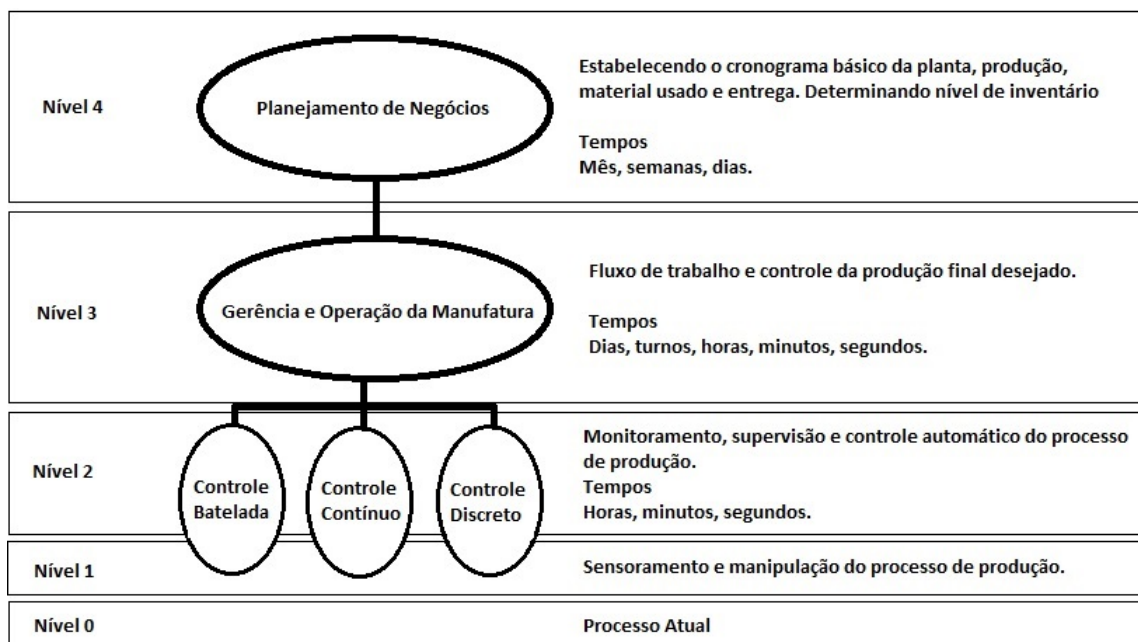 Nível 4
Planejamento de Negócios
Estabelecendo o cronograma básico da planta, produção,
material usado e entrega. Determinando nível de inventário
Tempos
Mês, semanas, dias.
Nível 3
Gerência e Operação da Manufatura
Fluxo de trabalho e controle da produção final desejado.
Tempos
Dias, turnos, horas, minutos, segundos.
Nível 2
Controle
Batelada
Controle
Contínuo
Controle
Discreto
Monitoramento, supervisão e controle automático do processo
de produção.
Tempos
Horas, minutos, segundos.
Nível 1
Sensoramento e manipulação do processo de produção.
Nível 0
Processo Atual